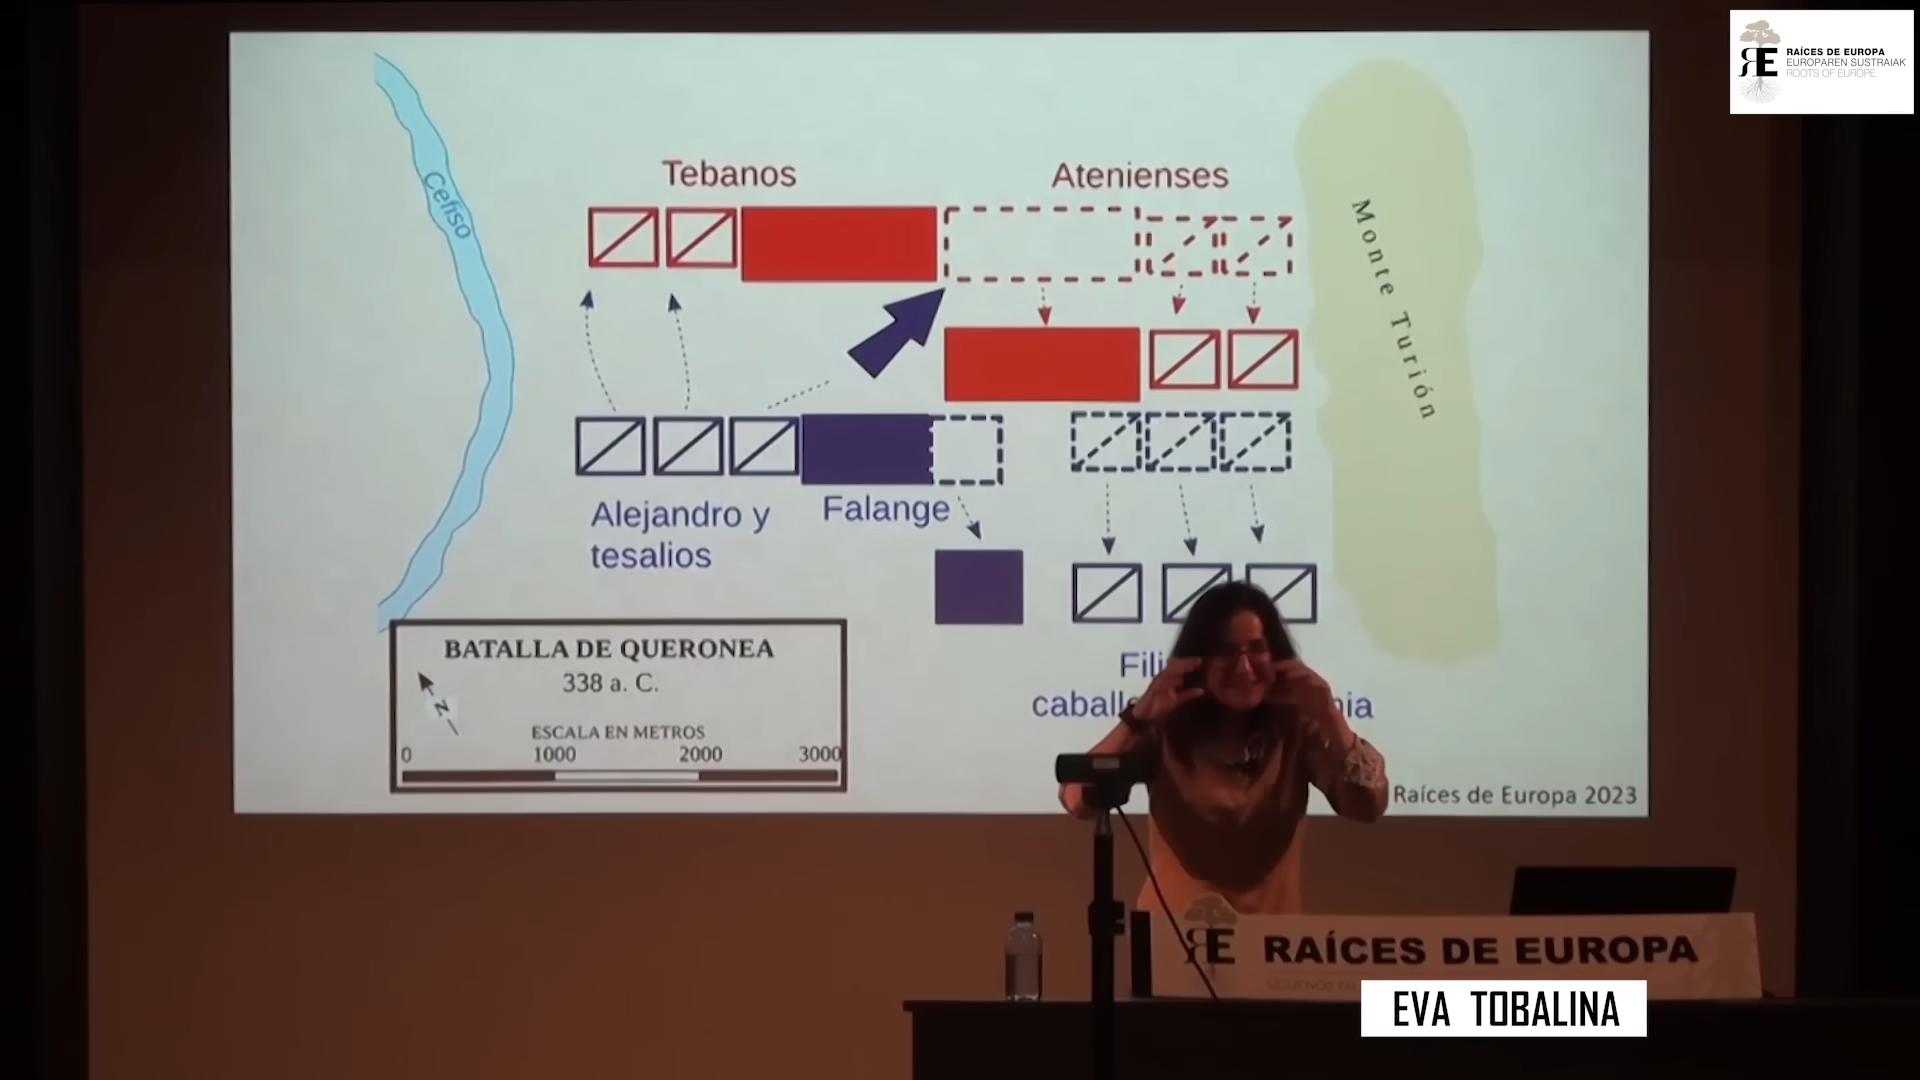 RAÍCES DE EUROPA
EUROPAREN SUSTRAIAK
ROOTS OF EUROPE
Tebanos
Atenienses
Cefiso
Monte Turión
Alejandro y
tesalios
Falange
BATALLA DE QUERONEA
338 a. C.
N
ESCALA EN METROS
0 1000 2000 3000
Raíces de Europa 2023
RE RAÍCES DE EUROPA
EVA TOBALINA